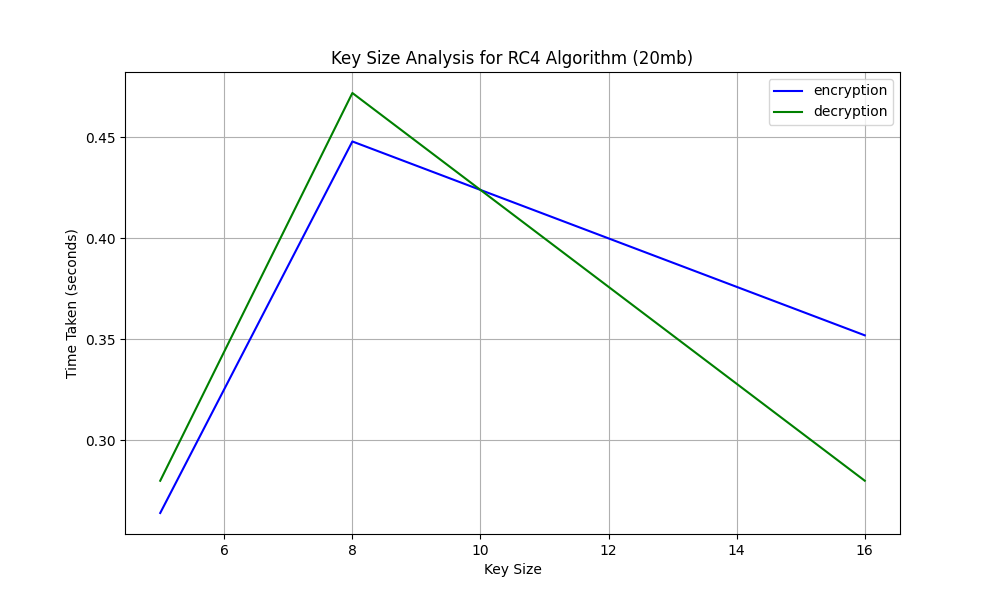 Key Size Analysis for RC4 Algorithm (20mb)
encryption
decryption
Time Taken (seconds)
0.45
0.40
0.35
0.30
6 8 10 12 14 16
Key Size